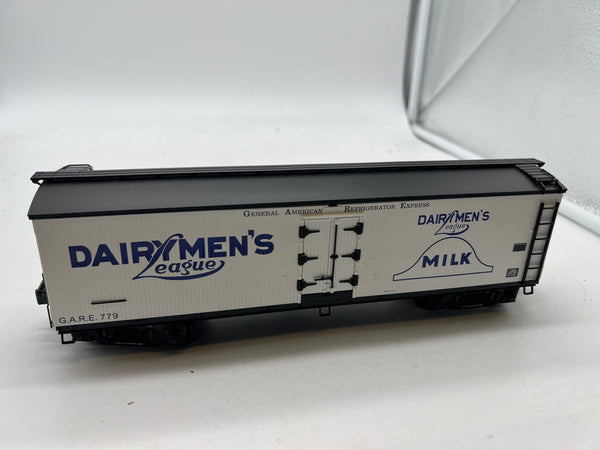 GENERAL AMERICAN REFRIGERATOR EXPRESS
DAIRYMEN'S
League
G.A.R.E. 779
DAIRYMEN'S
League
MILK